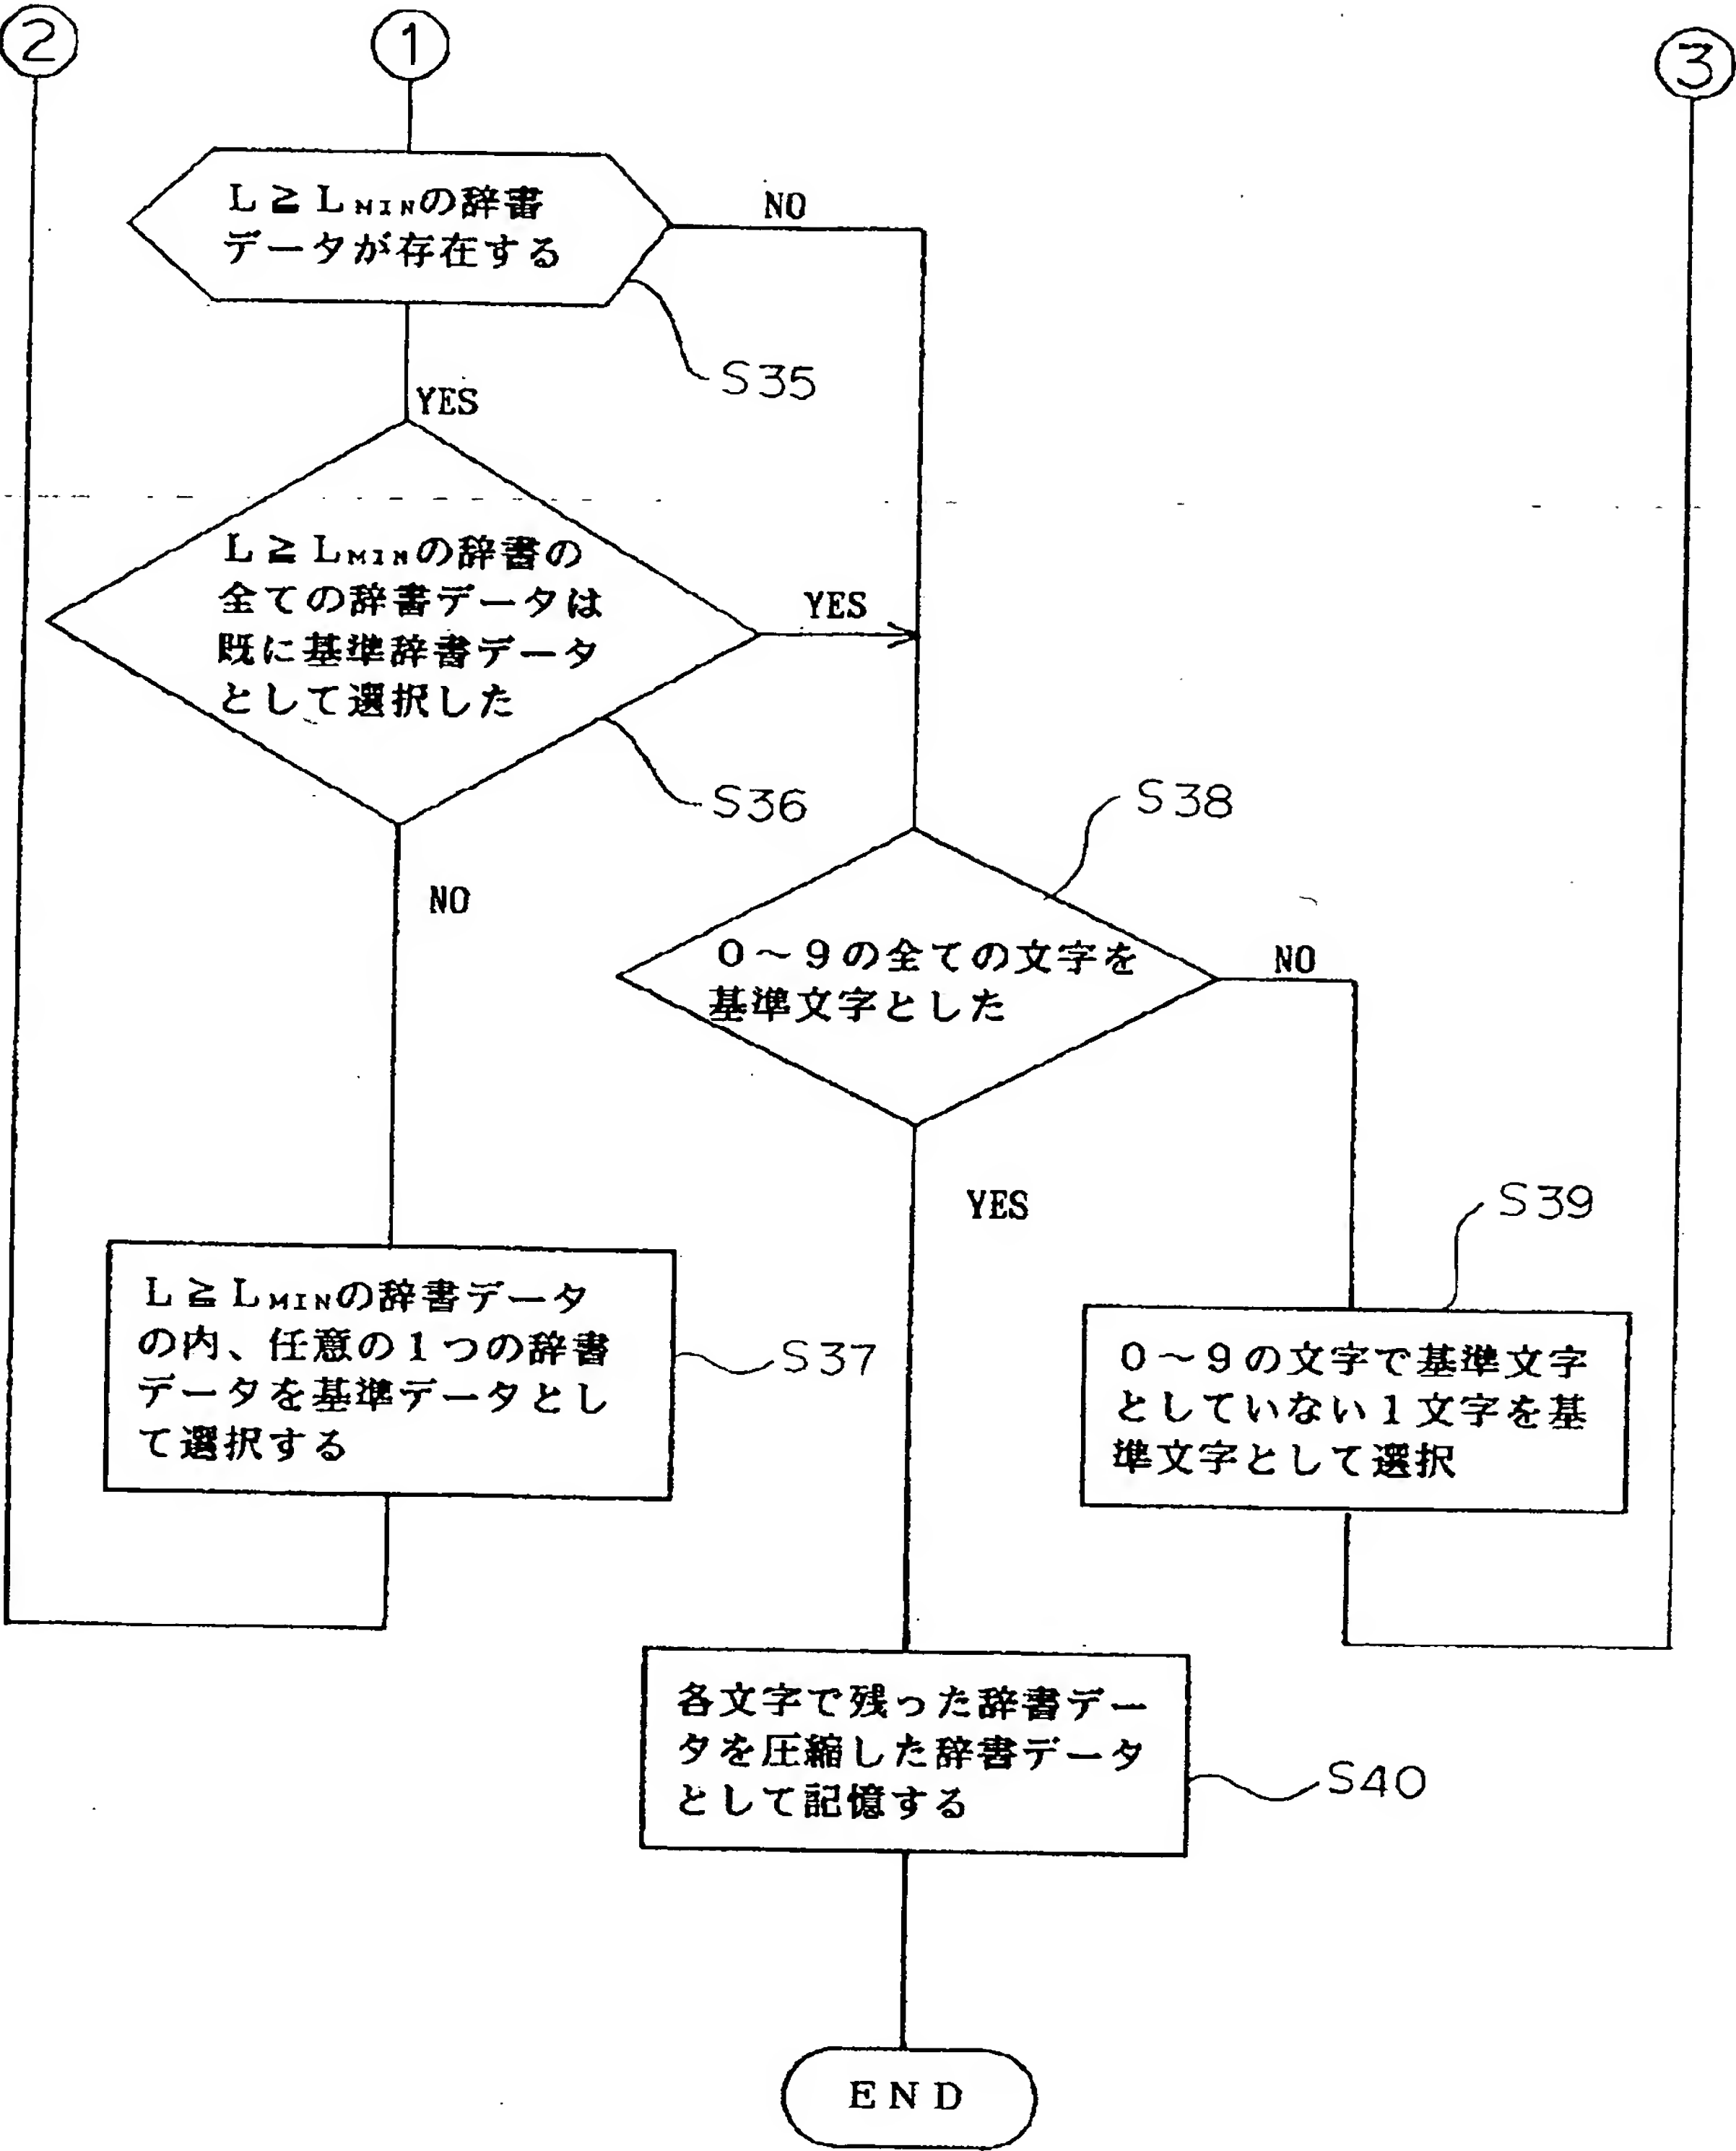 ②
①
③
L≧LMINの辞書
データが存在する
NO
S35
YES
L≧LMINの辞書の
全ての辞書データは
既に基準辞書データ
として選択した
YES
S36
NO
S38
0〜9の全ての文字を
基準文字とした
NO
YES
S39
L≧LMINの辞書データ
の内、任意の1つの辞書
データを基準データとし
て選択する
S37
0〜9の文字で基準文字
としていない1文字を基
準文字として選択
各文字で残った辞書デー
タを圧縮した辞書データ
として記憶する
S40
END